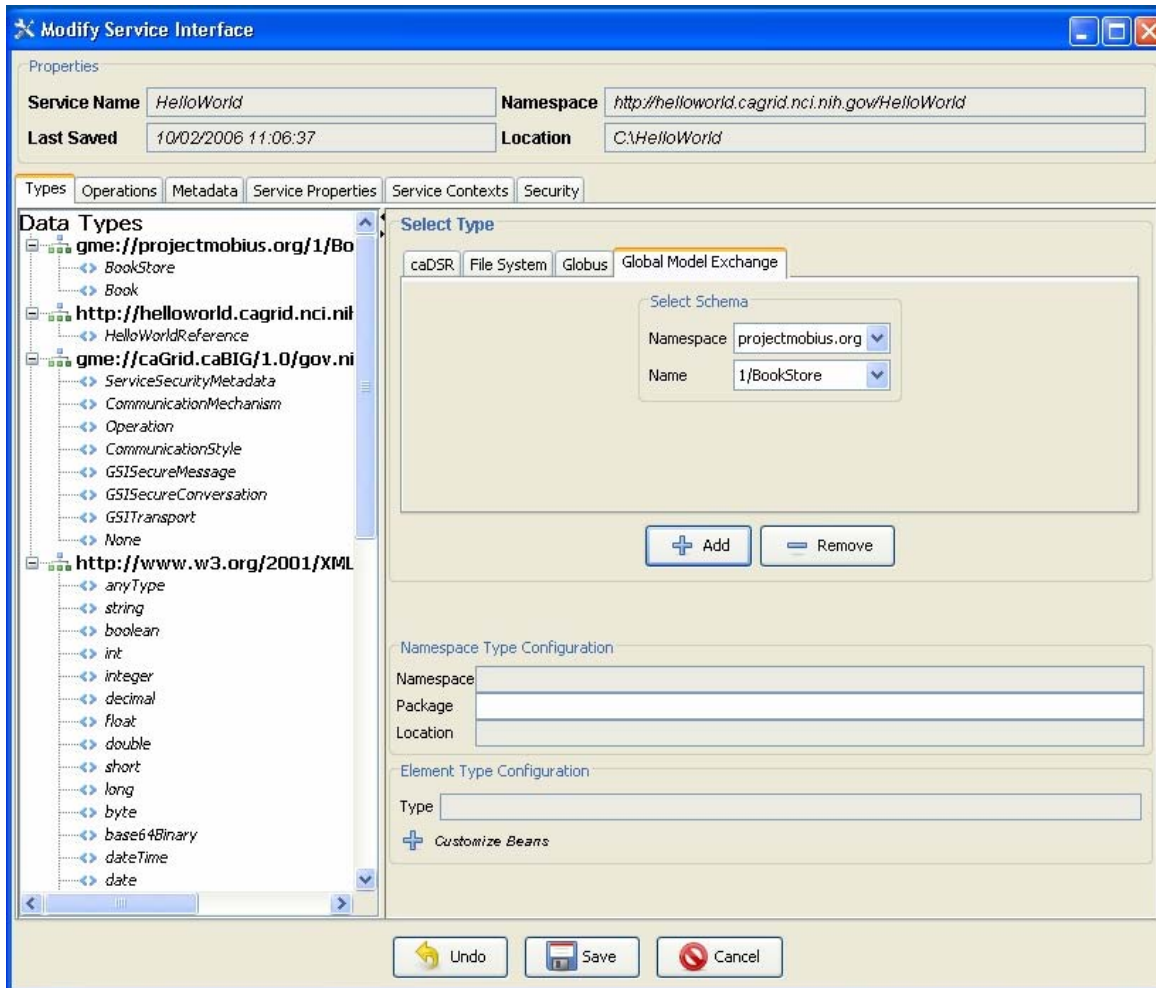 Modify Service Interface
Properties
Service Name HelloWorld Namespace http://helloworld.cagrid.nci.nih.gov/HelloWorld
Last Saved 10/02/2006 11:06:37 Location C:\HelloWorld
Types Operations Metadata Service Properties Service Contexts Security
Data Types
gme://projectmobius.org/1/Bo
BookStore
Book
http://helloworld.cagrid.nci.nih
HelloWorldReference
gme://caGrid.caBIG/1.0/gov.ni
ServiceSecurityMetadata
CommunicationMechanism
Operation
CommunicationStyle
GSISecureMessage
GSISecureConversation
GSITransport
None
http://www.w3.org/2001/XML
anyType
string
boolean
int
integer
decimal
float
double
short
long
byte
base64Binary
dateTime
date
Select Type
caDSR File System Globus Global Model Exchange
Select Schema
Namespace projectmobius.org
Name 1/BookStore
Add Remove
Namespace Type Configuration
Namespace
Package
Location
Element Type Configuration
Type
Customize Beans
Undo Save Cancel